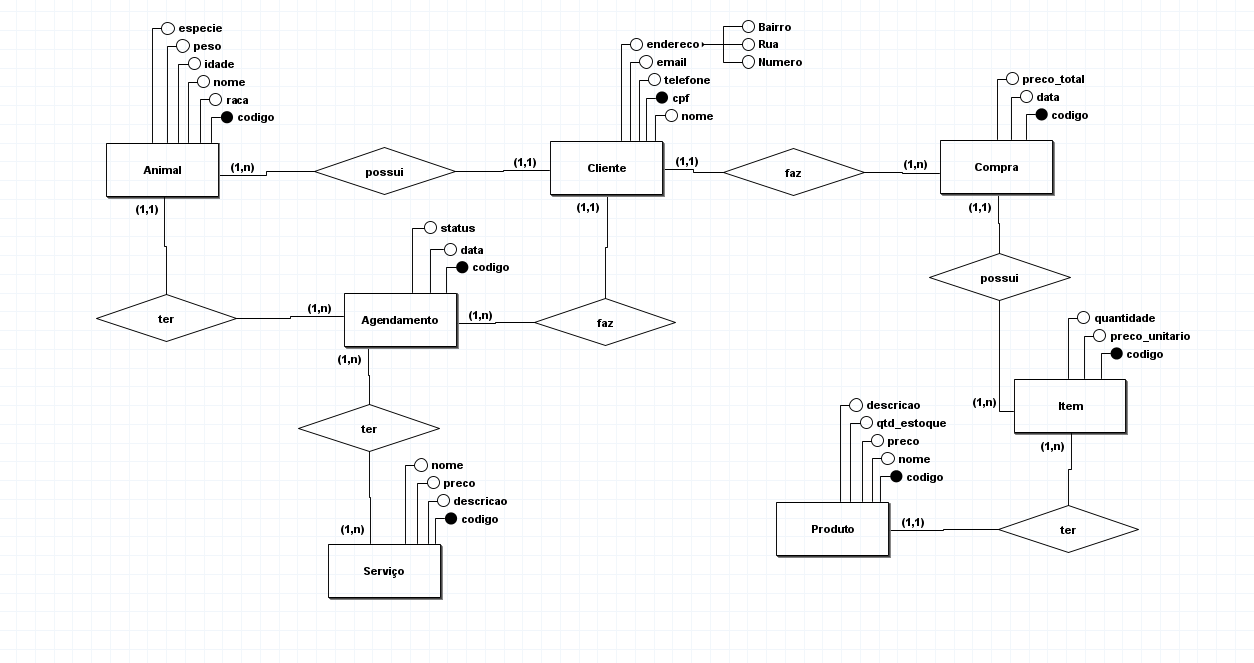 especie
peso
idade
nome
raca
codigo
Animal
(1,n)
possui
(1,1)
endereco
Bairro
Rua
Numero
email
telefone
cpf
nome
Cliente
(1,1)
faz
(1,n)
preco_total
data
codigo
Compra
(1,1)
ter
(1,n)
status
data
codigo
Agendamento
(1,n)
faz
(1,1)
(1,n)
ter
(1,n)
nome
preco
descricao
codigo
Serviço
(1,1)
possui
(1,n)
quantidade
preco_unitario
codigo
Item
(1,n)
ter
(1,1)
descricao
qtd_estoque
preco
nome
codigo
Produto